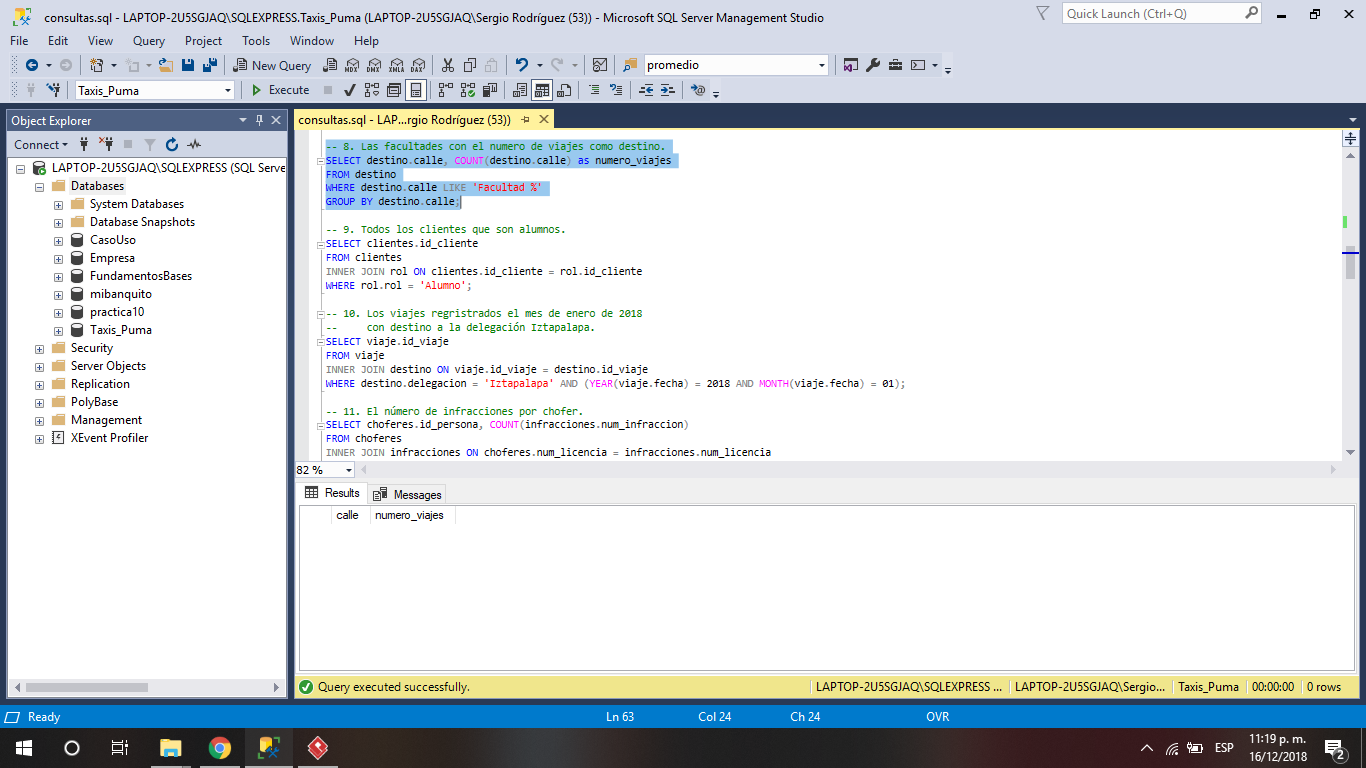 consultas.sql - LAPTOP-2U5SGJAQ\SQLEXPRESS.Taxis_Puma (LAPTOP-2U5SGJAQ\Sergio Rodríguez (53)) - Microsoft SQL Server Management Studio
Quick Launch (Ctrl+Q)
File Edit View Query Project Tools Window Help
New Query MDX DMX XMLA DAX promedio
Taxis_Puma Execute
Object Explorer
Connect
LAPTOP-2U5SGJAQ\SQLEXPRESS (SQL Serve
Databases
System Databases
Database Snapshots
CasoUso
Empresa
FundamentosBases
mibanquito
practica10
Taxis_Puma
Security
Server Objects
Replication
PolyBase
Management
XEvent Profiler
consultas.sql - LAP...rgio Rodríguez (53))
-- 8. Las facultades con el numero de viajes como destino.
SELECT destino.calle, COUNT(destino.calle) as numero_viajes
FROM destino
WHERE destino.calle LIKE 'Facultad %'
GROUP BY destino.calle;
-- 9. Todos los clientes que son alumnos.
SELECT clientes.id_cliente
FROM clientes
INNER JOIN rol ON clientes.id_cliente = rol.id_cliente
WHERE rol.rol = 'Alumno';
-- 10. Los viajes regristrados el mes de enero de 2018
-- con destino a la delegación Iztapalapa.
SELECT viaje.id_viaje
FROM viaje
INNER JOIN destino ON viaje.id_viaje = destino.id_viaje
WHERE destino.delegacion = 'Iztapalapa' AND (YEAR(viaje.fecha) = 2018 AND MONTH(viaje.fecha) = 01);
-- 11. El número de infracciones por chofer.
SELECT choferes.id_persona, COUNT(infracciones.num_infraccion)
FROM choferes
INNER JOIN infracciones ON choferes.num_licencia = infracciones.num_licencia
82 %
Results Messages
calle numero_viajes
Query executed successfully.
LAPTOP-2U5SGJAQ\SQLEXPRESS ... LAPTOP-2U5SGJAQ\Sergio... Taxis_Puma 00:00:00 0 rows
Ready Ln 63 Col 24 Ch 24 OVR
ESP
11:19 p. m.
16/12/2018
2